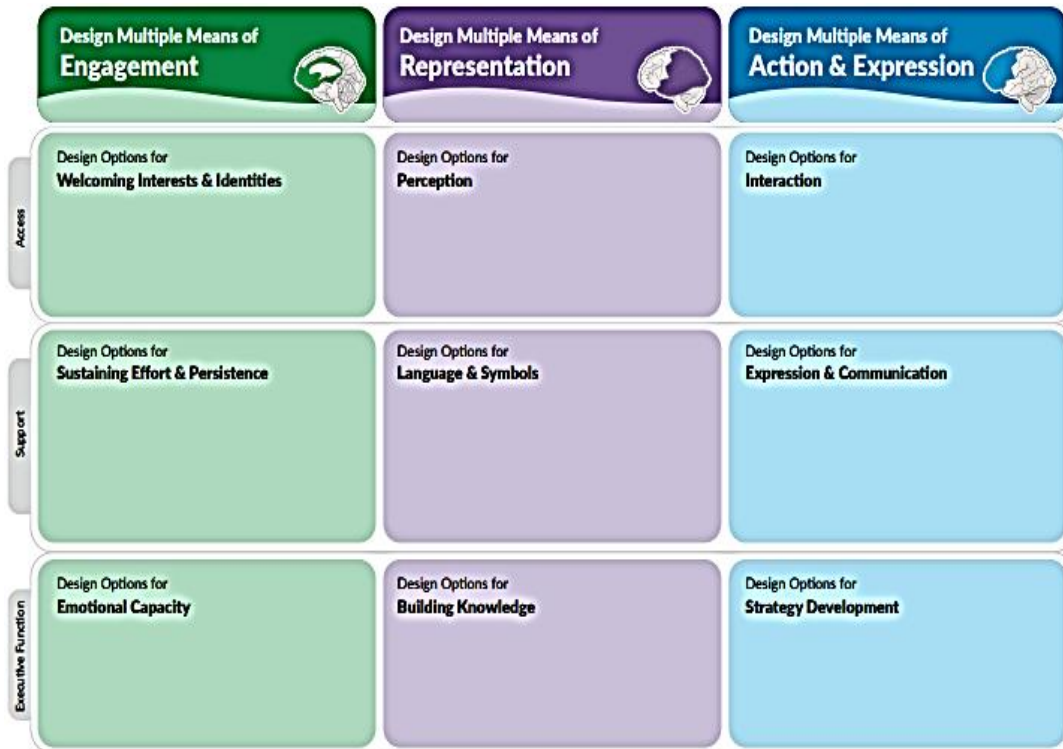 Design Multiple Means of
Engagement
Design Multiple Means of
Representation
Design Multiple Means of
Action & Expression
Access
Design Options for
Welcoming Interests & Identities
Design Options for
Perception
Design Options for
Interaction
Support
Design Options for
Sustaining Effort & Persistence
Design Options for
Language & Symbols
Design Options for
Expression & Communication
Executive Function
Design Options for
Emotional Capacity
Design Options for
Building Knowledge
Design Options for
Strategy Development